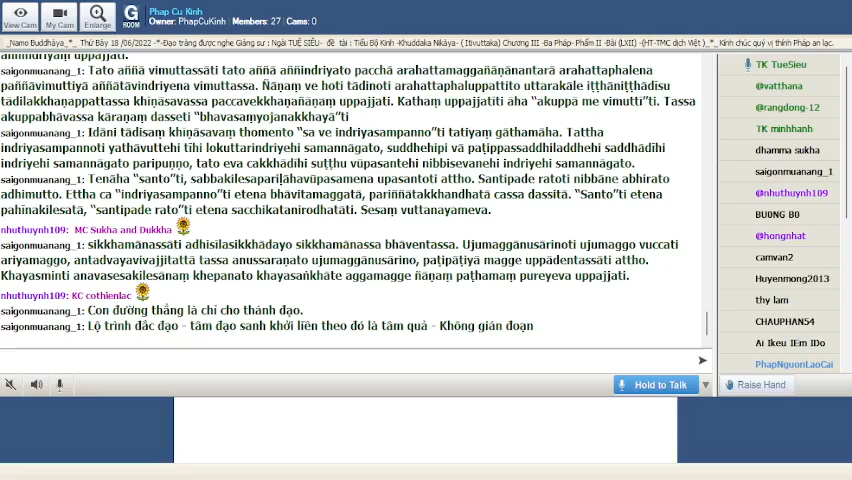 View Cam
My Cam
Enlarge
G
ROOM
Phap Cu Kinh
Owner: PhapCuKinh | Members: 27 | Cams: 0
_Namo Buddhàya_*_ Thứ Bảy 18 /06/2022 -*-Đạo tràng được nghe Giảng sư : Ngài TUỆ SIÊU- đề tài : Tiểu Bộ Kinh -Khuddaka Nikàya- ( Itivuttaka) Chương III -Ba Pháp- Phẩm II -Bài (LXII) -(HT-TMC dịch Việt )_*_ Kính chúc quý vị thính Pháp an lạc.
saigonmuanang_1: Tato aññā vimuttassāti tato aññā aññindriyato pacchā arahattamaggañāṇānantarā arahattaphalena
paññāvimuttiyā aññātāvindriyena vimuttassa. Ñāṇaṃ ve hoti tādinoti arahattaphaluppattito uttarakāle iṭṭhāniṭṭhādīsu
tādilakkhaṇappattassa khīṇāsavassa paccavekkhaṇañāṇaṃ uppajjati. Kathaṃ uppajjatīti āha “akuppā me vimuttī”ti. Tassa
akuppabhāvassa kāraṇaṃ dasseti “bhavasaṃyojanakkhayā”ti
saigonmuanang_1: Idāni tādisaṃ khīṇāsavaṃ thomento “sa ve indriyasampanno”ti tatiyaṃ gāthamāha. Tattha
indriyasampannoti yathāvuttehi tīhi lokuttarindriyehi samannāgato, suddhehipi vā paṭippassaddhiladdhehi saddhādīhi
indriyehi samannāgato paripuṇṇo, tato eva cakkhādīhi suṭṭhu vūpasantehi nibbisevanehi indriyehi samannāgato.
saigonmuanang_1: Tenāha “santo”ti, sabbakilesapariḷāhavūpasamena upasantoti attho. Santipade ratoti nibbāne abhirato
adhimutto. Ettha ca “indriyasampanno”ti etena bhāvitamaggatā, pariññātakkhandhatā cassa dassitā. “Santo”ti etena
pahīnakilesatā, “santipade rato”ti etena sacchikatanirodhatāti. Sesaṃ vuttanayameva.
nhuthuynh109: MC Sukha and Dukkha
saigonmuanang_1: sikkhamānassāti adhisīlasikkhādayo sikkhamānassa bhāventassa. Ujumaggānusārinoti ujumaggo vuccati
ariyamaggo, antadvayavivajjitattā tassa anussaraṇato ujumaggānusārino, paṭipāṭiyā magge uppādentassāti attho.
Khayasmiṃ anavasesakilesānaṃ khepanato khayasaṅkhāte aggamagge ñāṇaṃ paṭhamaṃ pureyeva uppajjati.
nhuthuynh109: KC cothienlac
saigonmuanang_1: Con đường thẳng là chỉ cho thánh đạo.
saigonmuanang_1: Lộ trình đắc đạo - tâm đạo sanh khởi liền theo đó là tâm quả - Không gián đoạn
Hold to Talk
TK TueSieu
@vatthana
@rangdong-12
TK minhhanh
dhamma sukha
saigonmuanang_1
@nhuthuynh109
BU0NG B0
@hongnhat
camvan2
Huyenmong2013
thy lam
CHAUPHAN54
Ai lkeu IEm IDo
PhapNguonLaoCai
Raise Hand